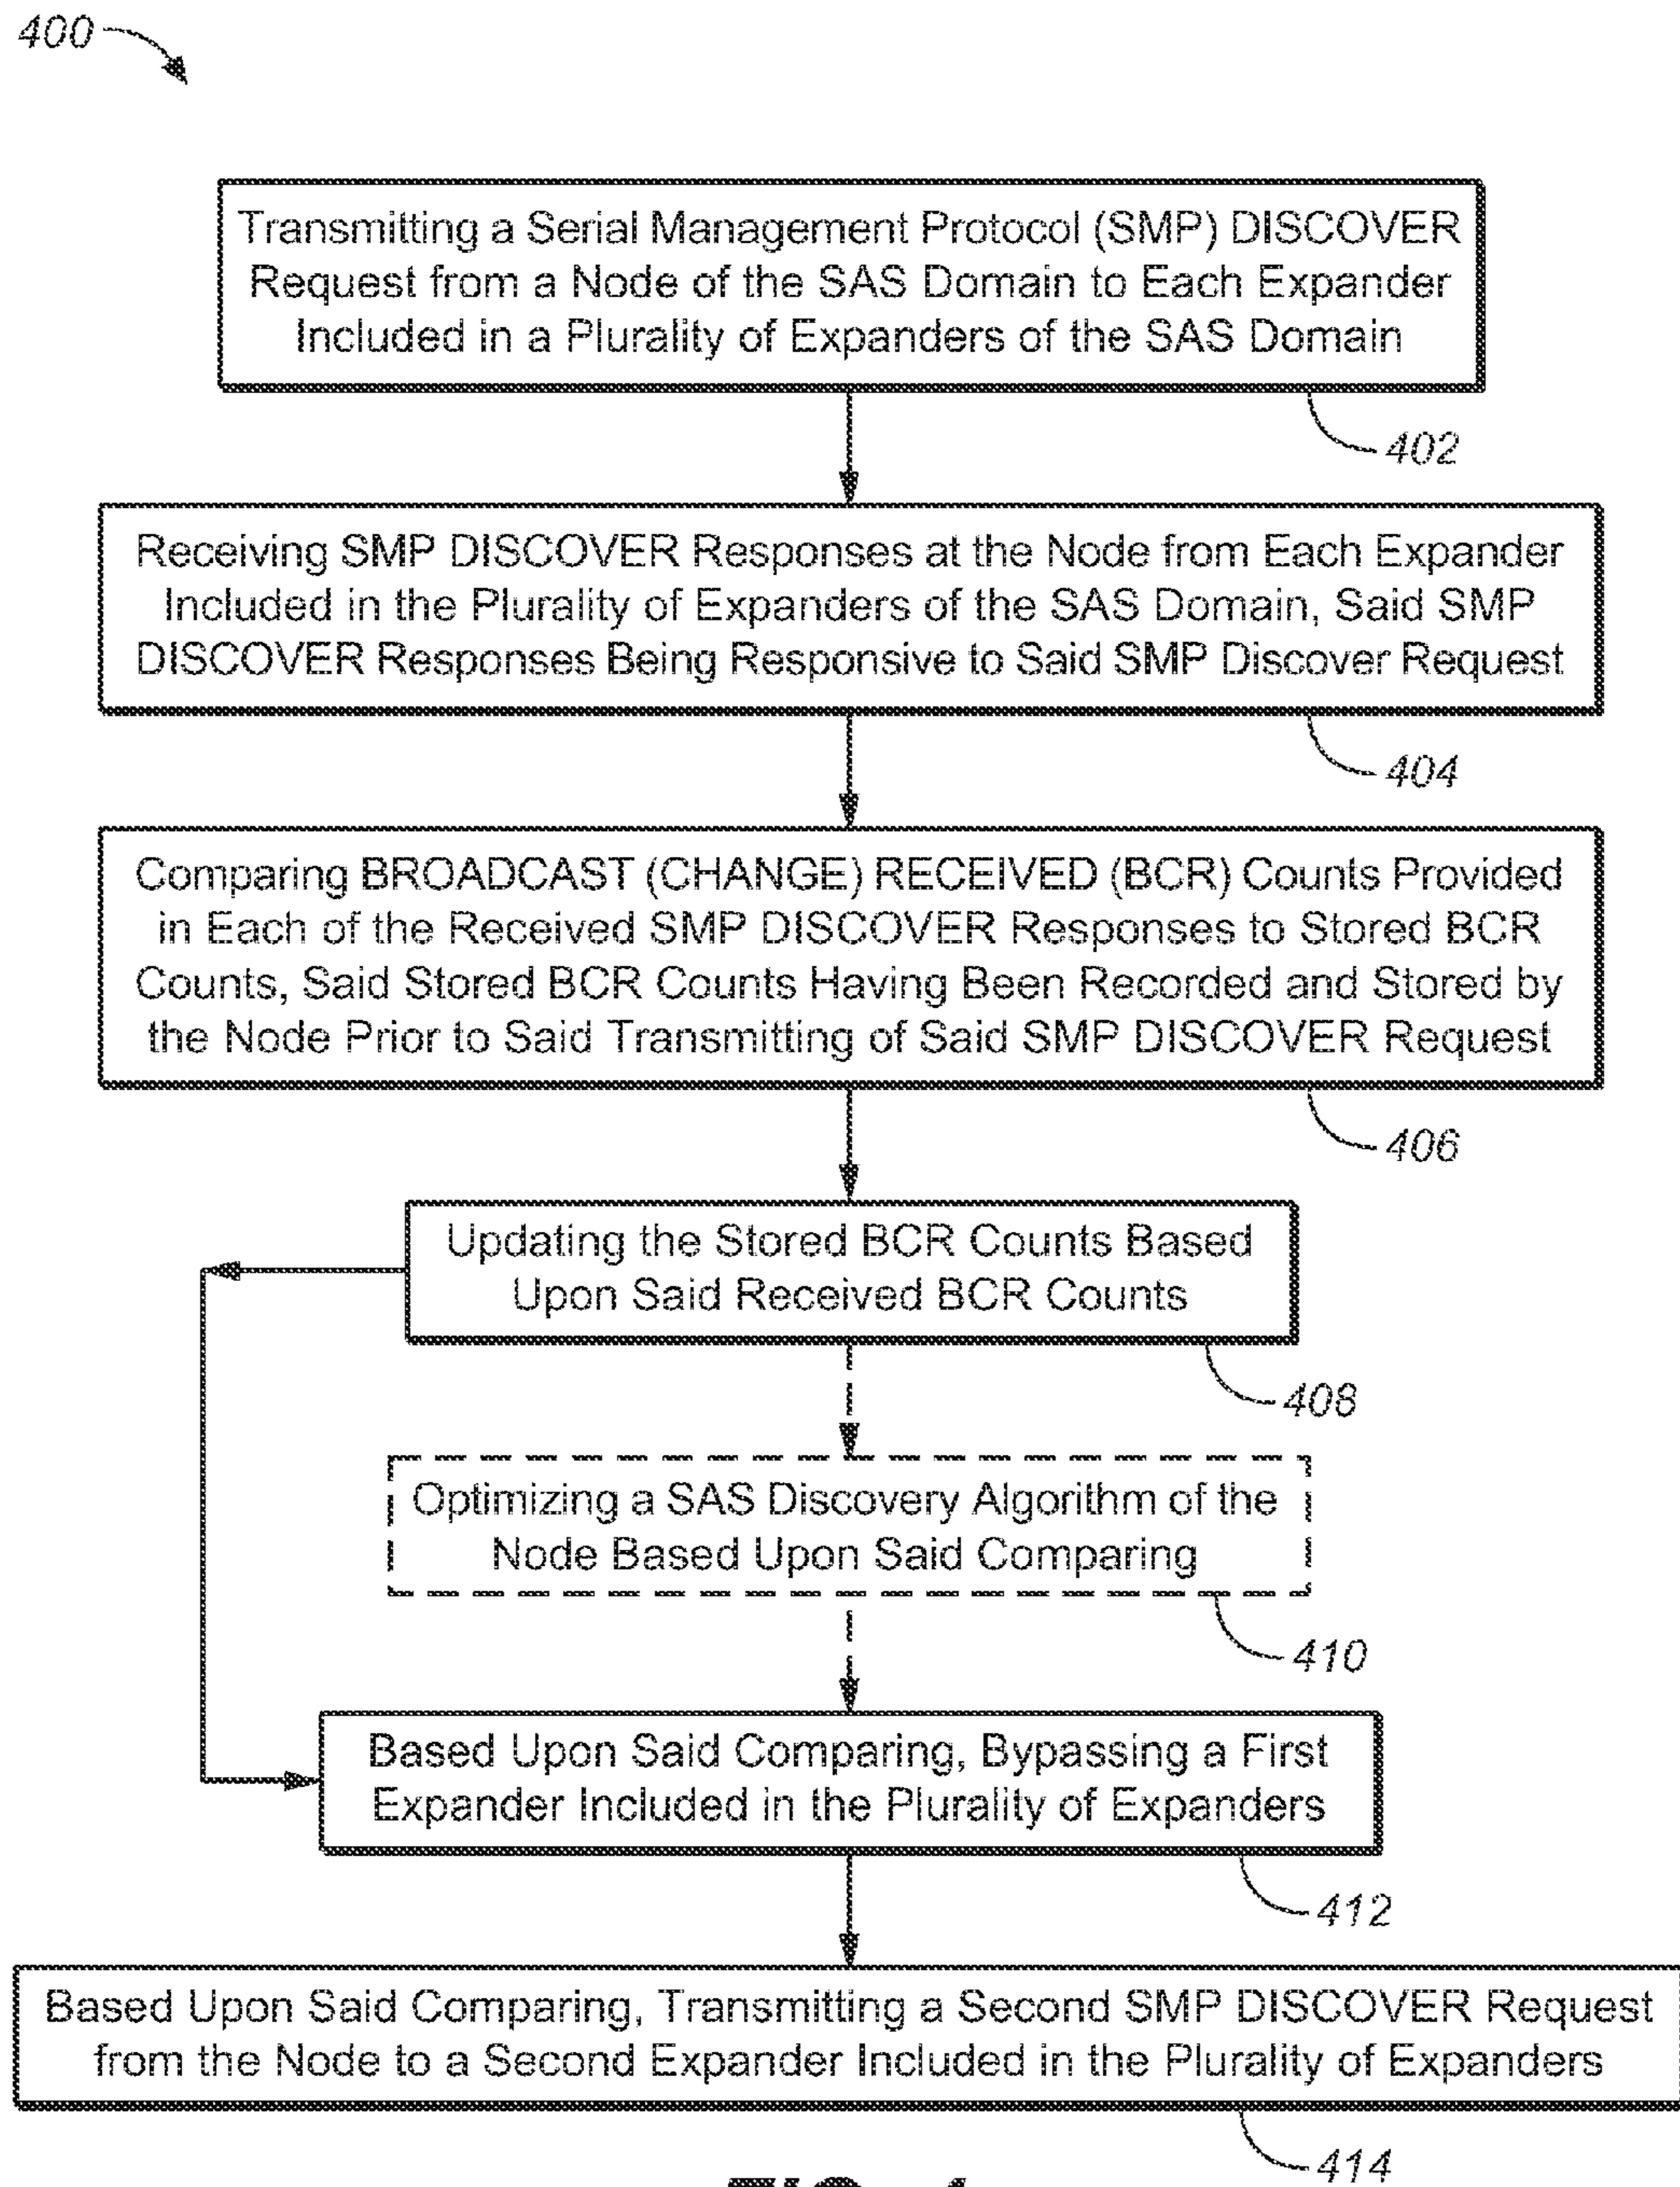 400
Transmitting a Serial Management Protocol (SMP) DISCOVER
Request from a Node of the SAS Domain to Each Expander
Included in a Plurality of Expanders of the SAS Domain
402
Receiving SMP DISCOVER Responses at the Node from Each Expander
Included in the Plurality of Expanders of the SAS Domain, Said SMP
DISCOVER Responses Being Responsive to Said SMP Discover Request
404
Comparing BROADCAST (CHANGE) RECEIVED (BCR) Counts Provided
in Each of the Received SMP DISCOVER Responses to Stored BCR
Counts, Said Stored BCR Counts Having Been Recorded and Stored by
the Node Prior to Said Transmitting of Said SMP DISCOVER Request
406
Updating the Stored BCR Counts Based
Upon Said Received BCR Counts
408
Optimizing a SAS Discovery Algorithm of the
Node Based Upon Said Comparing
410
Based Upon Said Comparing, Bypassing a First
Expander Included in the Plurality of Expanders
412
Based Upon Said Comparing, Transmitting a Second SMP DISCOVER Request
from the Node to a Second Expander Included in the Plurality of Expanders
414